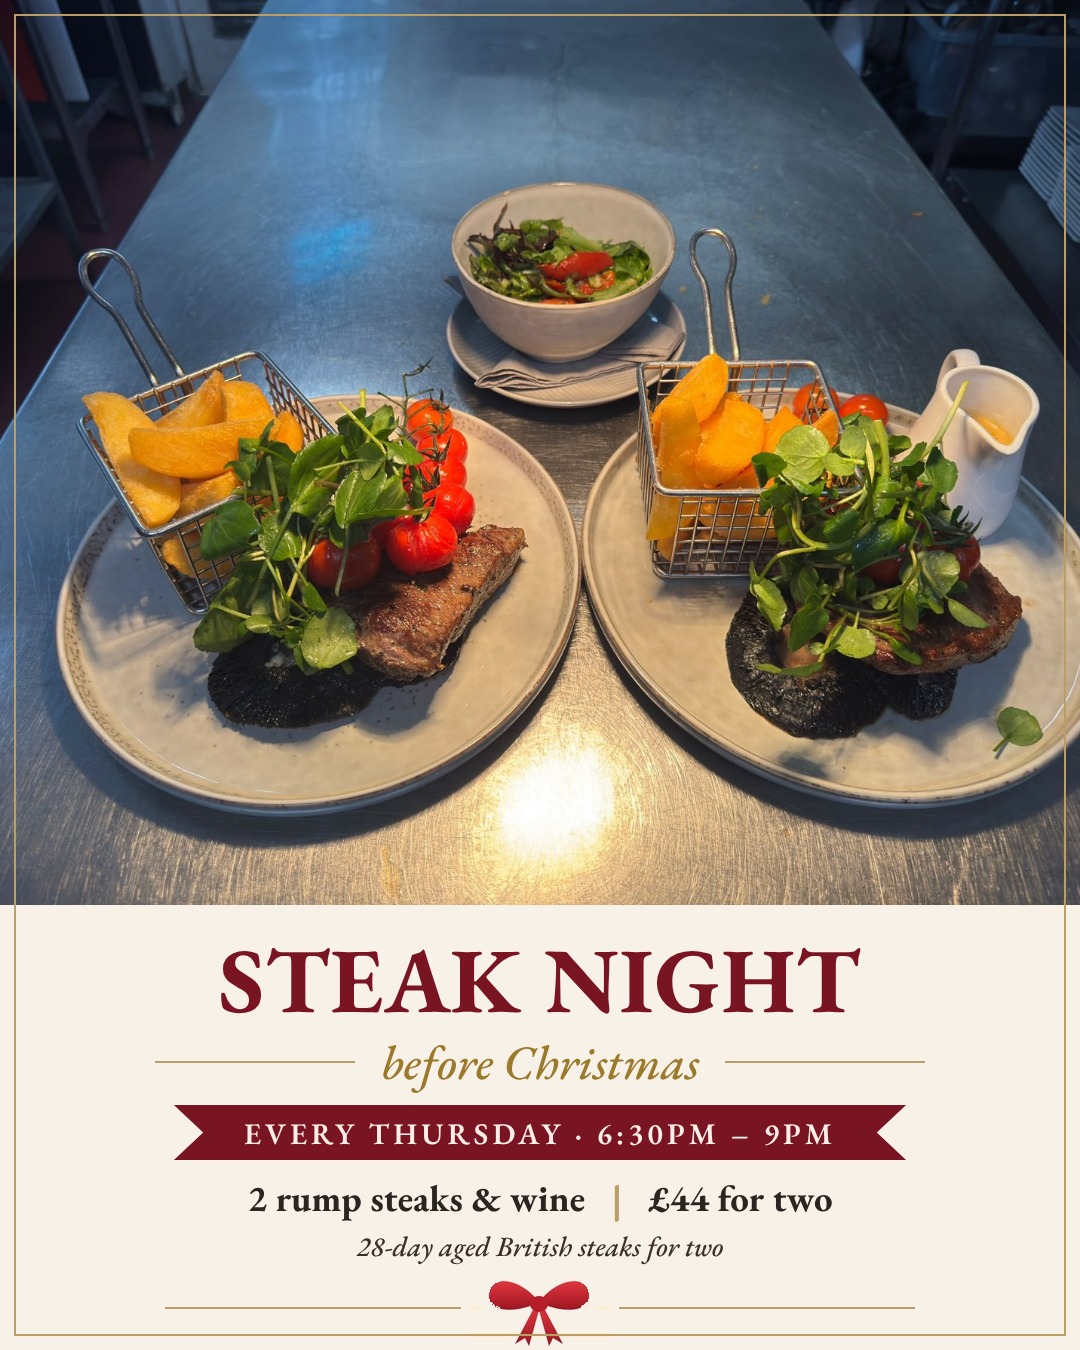 STEAK NIGHT
before Christmas
EVERY THURSDAY · 6:30PM – 9PM
2 rump steaks & wine | £44 for two
28-day aged British steaks for two